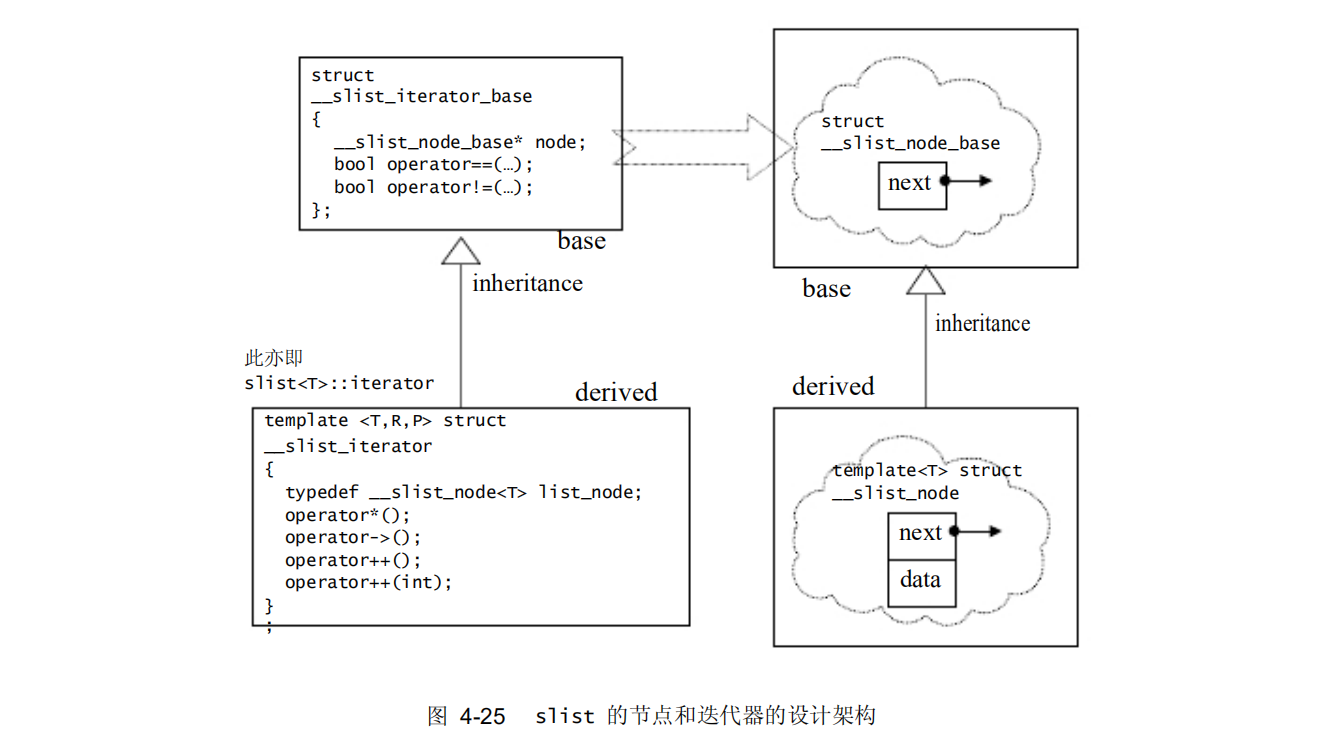 struct
__slist_iterator_base
{
__slist_node_base* node;
bool operator==(…);
bool operator!=(…);
};
base
inheritance
struct
__slist_node_base
next
base
inheritance
此亦即
slist<T>::iterator
derived
template <T,R,P> struct
__slist_iterator
{
typedef __slist_node<T> list_node;
operator*();
operator->();
operator++();
operator++(int);
}
;
derived
template<T> struct
__slist_node
next
data
图 4-25 slist 的节点和迭代器的设计架构